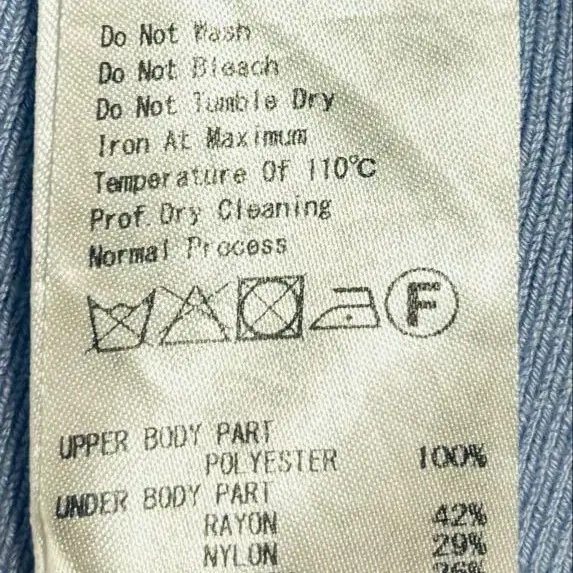 Do Not Wash
Do Not Bleach
Do Not Tumble Dry
Iron At Maximum
Temperature Of 110℃
Prof.Dry Cleaning
Normal Process
F
UPPER BODY PART
POLYESTER 100%
UNDER BODY PART
RAYON 42%
NYLON 29%